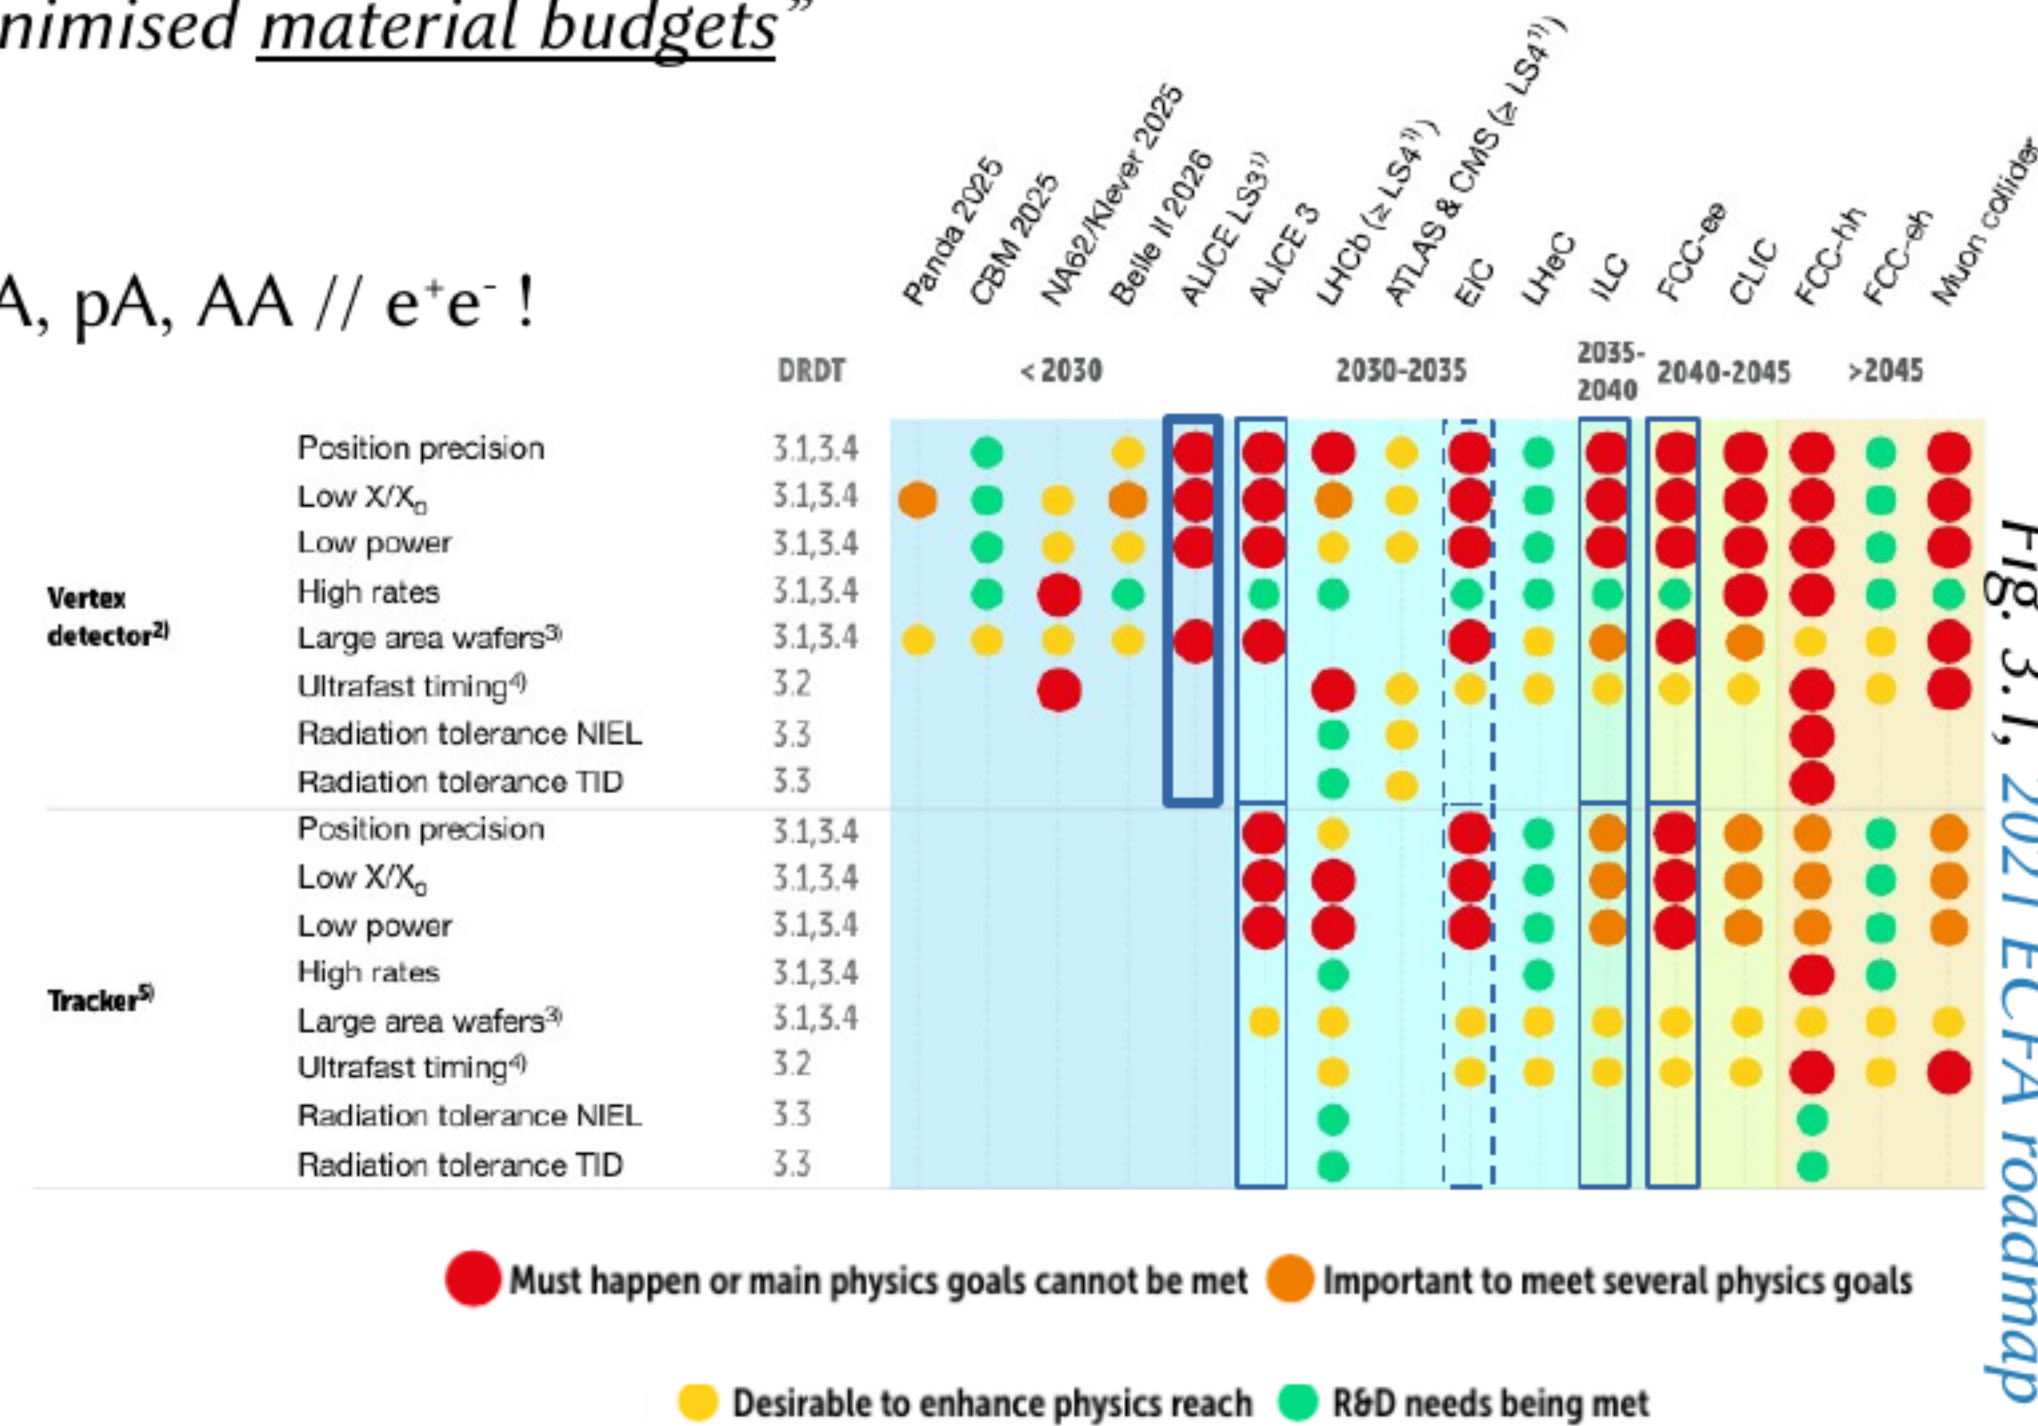 nimised material budgets”
A, pA, AA // e⁺e⁻ !
Panda 2025
CBM 2025
NA62/Klever 2025
Belle II 2026
ALICE LS3¹⁾
ALICE 3
LHCb (≥ LS4¹⁾)
ATLAS & CMS (≥ LS4¹⁾)
EIC
LHeC
ILC
FCC-ee
CLIC
FCC-hh
FCC-eh
Muon collider
DRDT < 2030 2030-2035 2035-2040 2040-2045 >2045
Vertex detector²⁾
Position precision 3.1,3.4
Low X/X₀ 3.1,3.4
Low power 3.1,3.4
High rates 3.1,3.4
Large area wafers³⁾ 3.1,3.4
Ultrafast timing⁴⁾ 3.2
Radiation tolerance NIEL 3.3
Radiation tolerance TID 3.3
Tracker⁵⁾
Position precision 3.1,3.4
Low X/X₀ 3.1,3.4
Low power 3.1,3.4
High rates 3.1,3.4
Large area wafers³⁾ 3.1,3.4
Ultrafast timing⁴⁾ 3.2
Radiation tolerance NIEL 3.3
Radiation tolerance TID 3.3
Must happen or main physics goals cannot be met
Important to meet several physics goals
Desirable to enhance physics reach
R&D needs being met
Fig. 3.1, 2021 ECFA roadmap